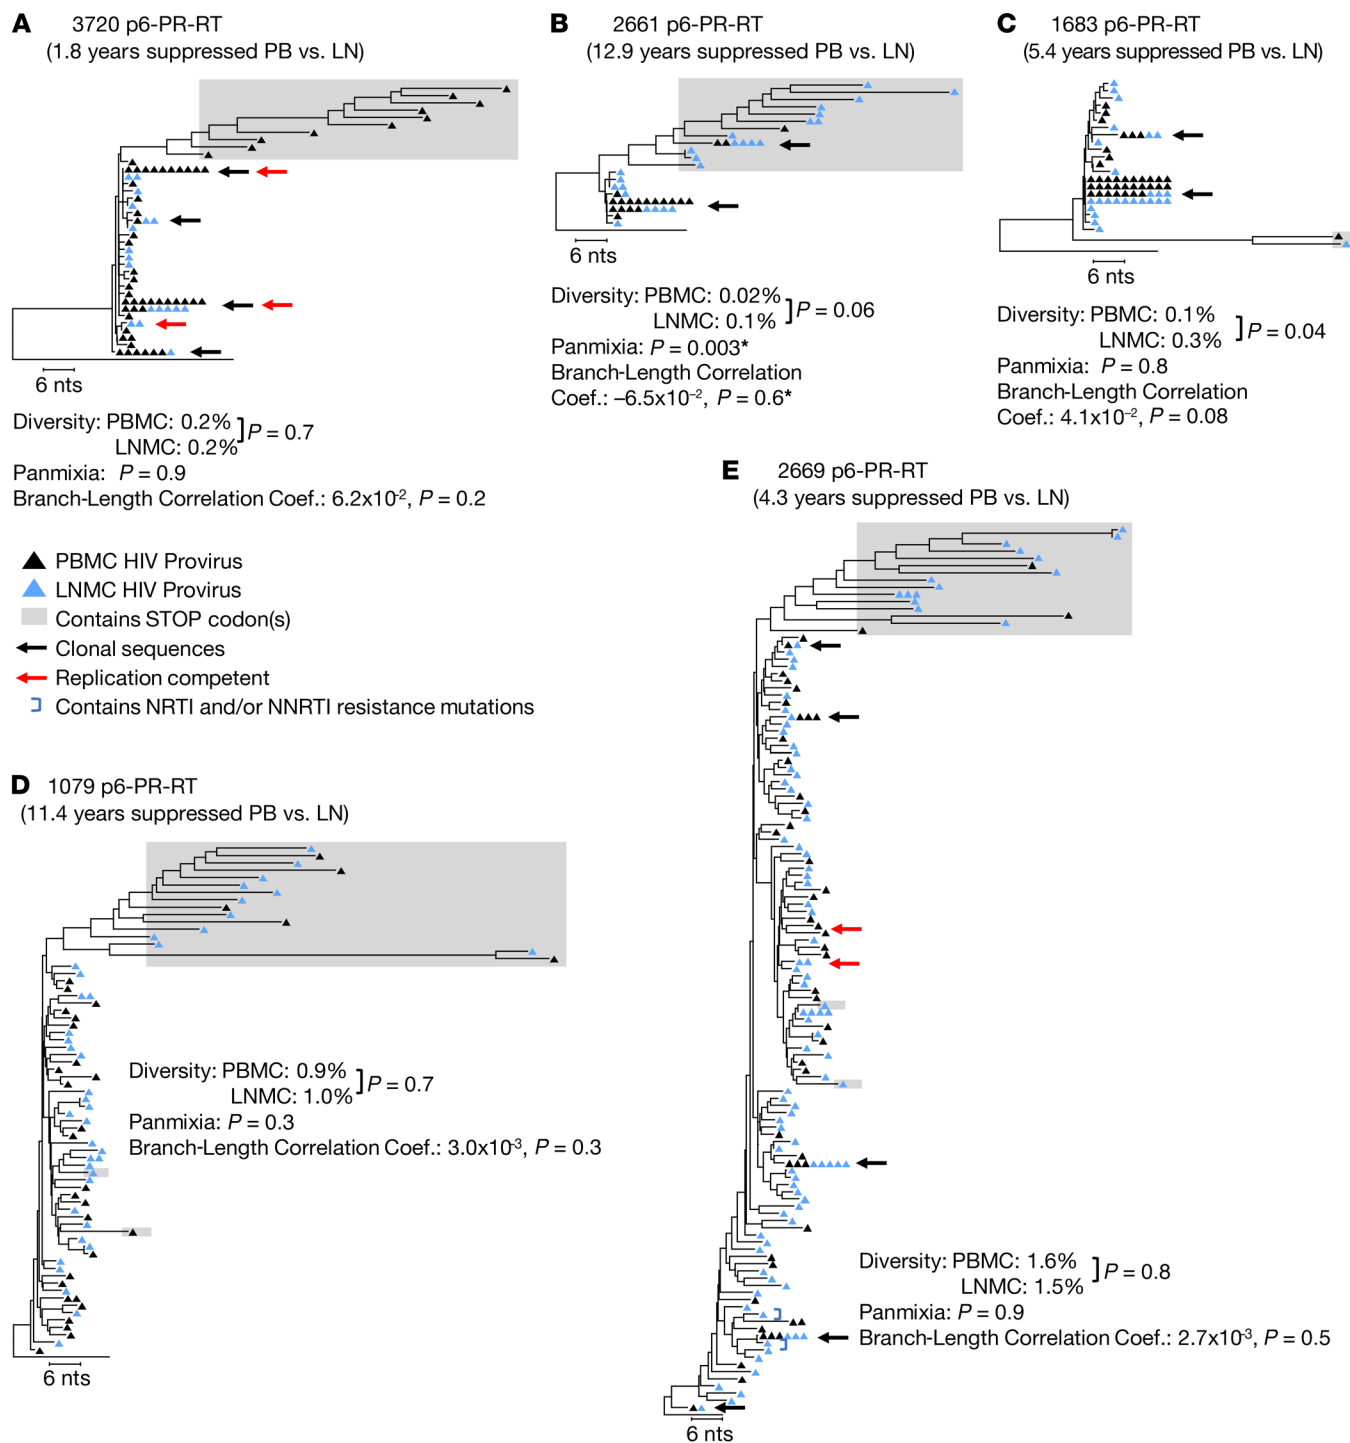 A 3720 p6-PR-RT
(1.8 years suppressed PB vs. LN)
6 nts
Diversity: PBMC: 0.2%
LNMC: 0.2%
P = 0.7
Panmixia: P = 0.9
Branch-Length Correlation Coef.: 6.2x10⁻², P = 0.2
B 2661 p6-PR-RT
(12.9 years suppressed PB vs. LN)
6 nts
Diversity: PBMC: 0.02%
LNMC: 0.1%
P = 0.06
Panmixia: P = 0.003*
Branch-Length Correlation
Coef.: –6.5x10⁻², P = 0.6*
C 1683 p6-PR-RT
(5.4 years suppressed PB vs. LN)
6 nts
Diversity: PBMC: 0.1%
LNMC: 0.3%
P = 0.04
Panmixia: P = 0.8
Branch-Length Correlation
Coef.: 4.1x10⁻², P = 0.08
PBMC HIV Provirus
LNMC HIV Provirus
Contains STOP codon(s)
Clonal sequences
Replication competent
Contains NRTI and/or NNRTI resistance mutations
D 1079 p6-PR-RT
(11.4 years suppressed PB vs. LN)
Diversity: PBMC: 0.9%
LNMC: 1.0%
P = 0.7
Panmixia: P = 0.3
Branch-Length Correlation Coef.: 3.0x10⁻³, P = 0.3
6 nts
E 2669 p6-PR-RT
(4.3 years suppressed PB vs. LN)
Diversity: PBMC: 1.6%
LNMC: 1.5%
P = 0.8
Panmixia: P = 0.9
Branch-Length Correlation Coef.: 2.7x10⁻³, P = 0.5
6 nts